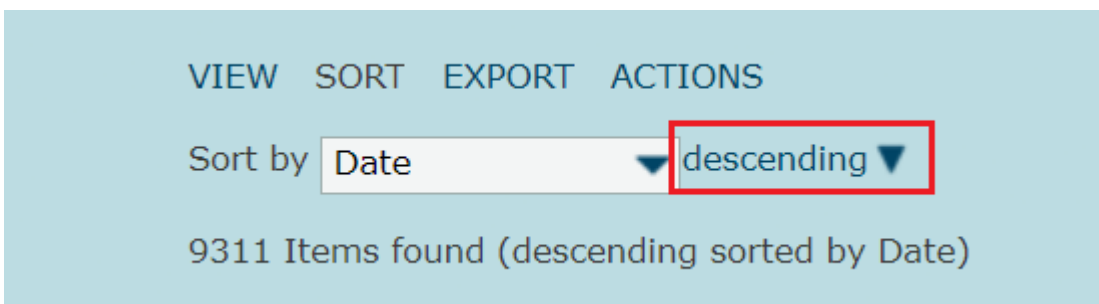 VIEW SORT EXPORT ACTIONS
Sort by Date descending
9311 Items found (descending sorted by Date)